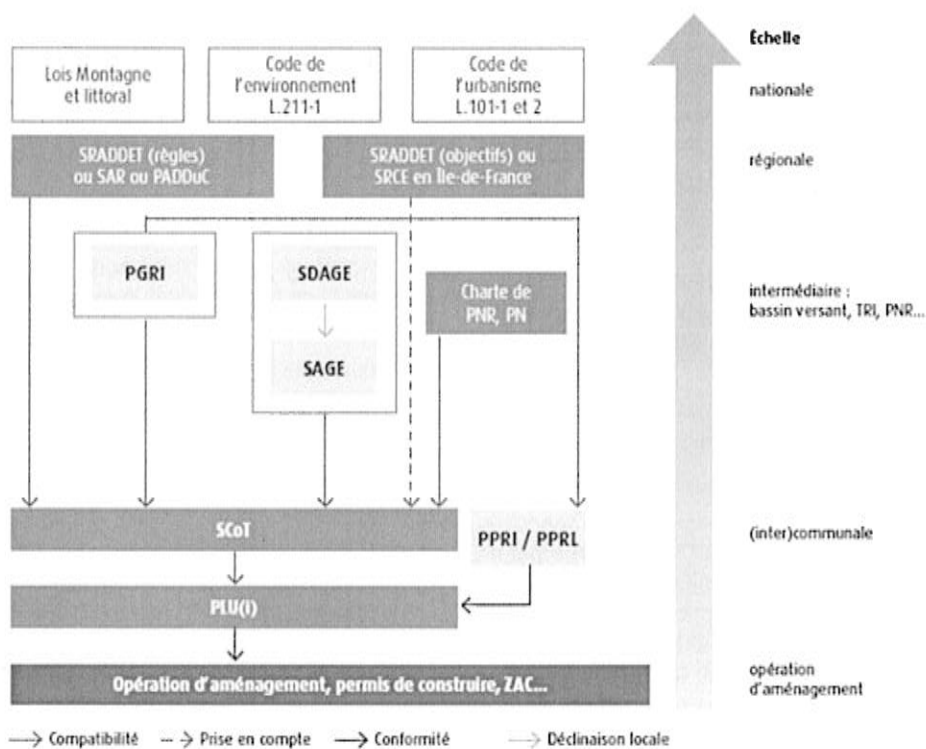 Échelle
Lois Montagne
et littoral
Code de
l'environnement
L.211-1
Code de
l'urbanisme
L.101-1 et 2
nationale
SRADDET (règles)
ou SAR ou PADDuC
SRADDET (objectifs) ou
SRCE en Île-de-France
régionale
PGRI
SDAGE
SAGE
Charte de
PNR, PN
intermédiaire :
bassin versant, TRI, PNR...
SCoT
PPRI / PPRL
(inter)communale
PLU(i)
Opération d'aménagement, permis de construire, ZAC...
opération
d'aménagement
Compatibilité
Prise en compte
Conformité
Déclinaison locale